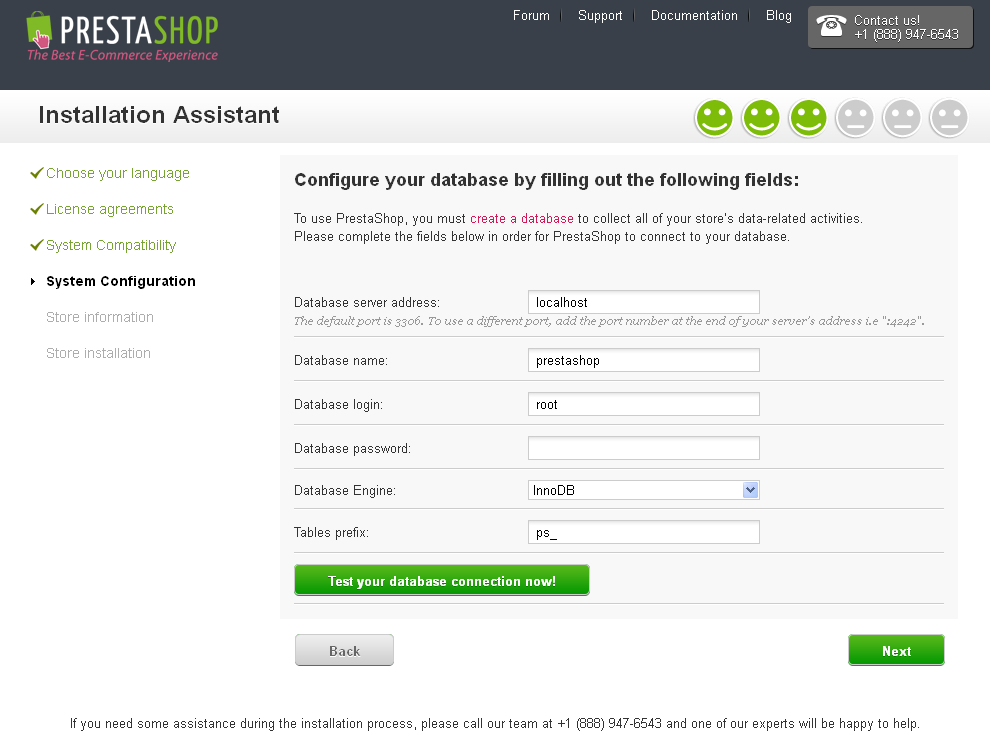 PRESTASHOP
The Best E-Commerce Experience
Forum
Support
Documentation
Blog
Contact us!
+1 (888) 947-6543
Installation Assistant
Choose your language
License agreements
System Compatibility
System Configuration
Store information
Store installation
Configure your database by filling out the following fields:
To use PrestaShop, you must create a database to collect all of your store's data-related activities.
Please complete the fields below in order for PrestaShop to connect to your database.
Database server address: localhost
The default port is 3306. To use a different port, add the port number at the end of your server's address i.e ":4242".
Database name: prestashop
Database login: root
Database password:
Database Engine: InnoDB
Tables prefix: ps_
Test your database connection now!
Back
Next
If you need some assistance during the installation process, please call our team at +1 (888) 947-6543 and one of our experts will be happy to help.